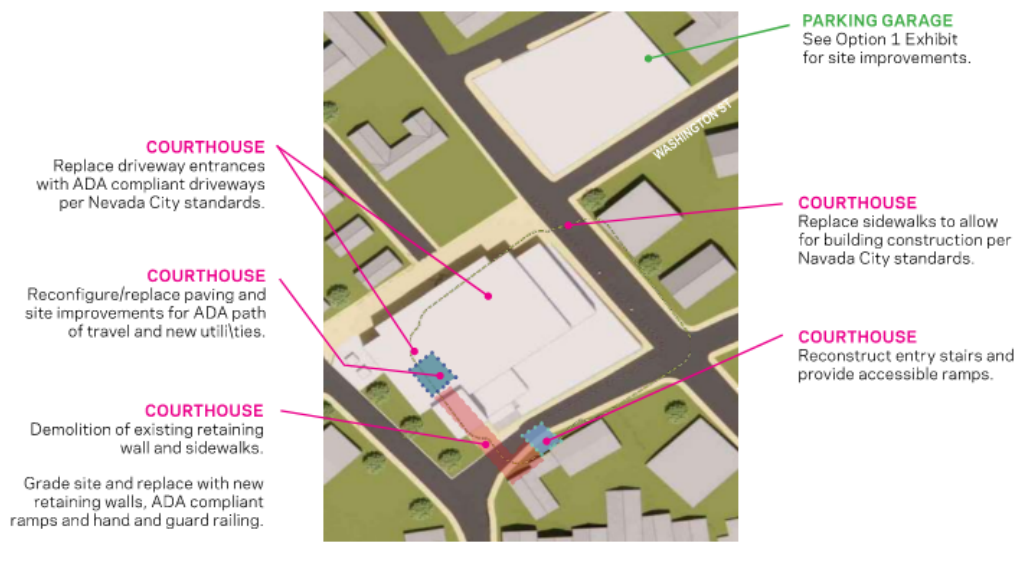 PARKING GARAGE
See Option 1 Exhibit
for site improvements.
WASHINGTON ST
COURTHOUSE
Replace driveway entrances
with ADA compliant driveways
per Nevada City standards.
COURTHOUSE
Replace sidewalks to allow
for building construction per
Navada City standards.
COURTHOUSE
Reconfigure/replace paving and
site improvements for ADA path
of travel and new utili\ties.
COURTHOUSE
Reconstruct entry stairs and
provide accessible ramps.
COURTHOUSE
Demolition of existing retaining
wall and sidewalks.
Grade site and replace with new
retaining walls, ADA compliant
ramps and hand and guard railing.